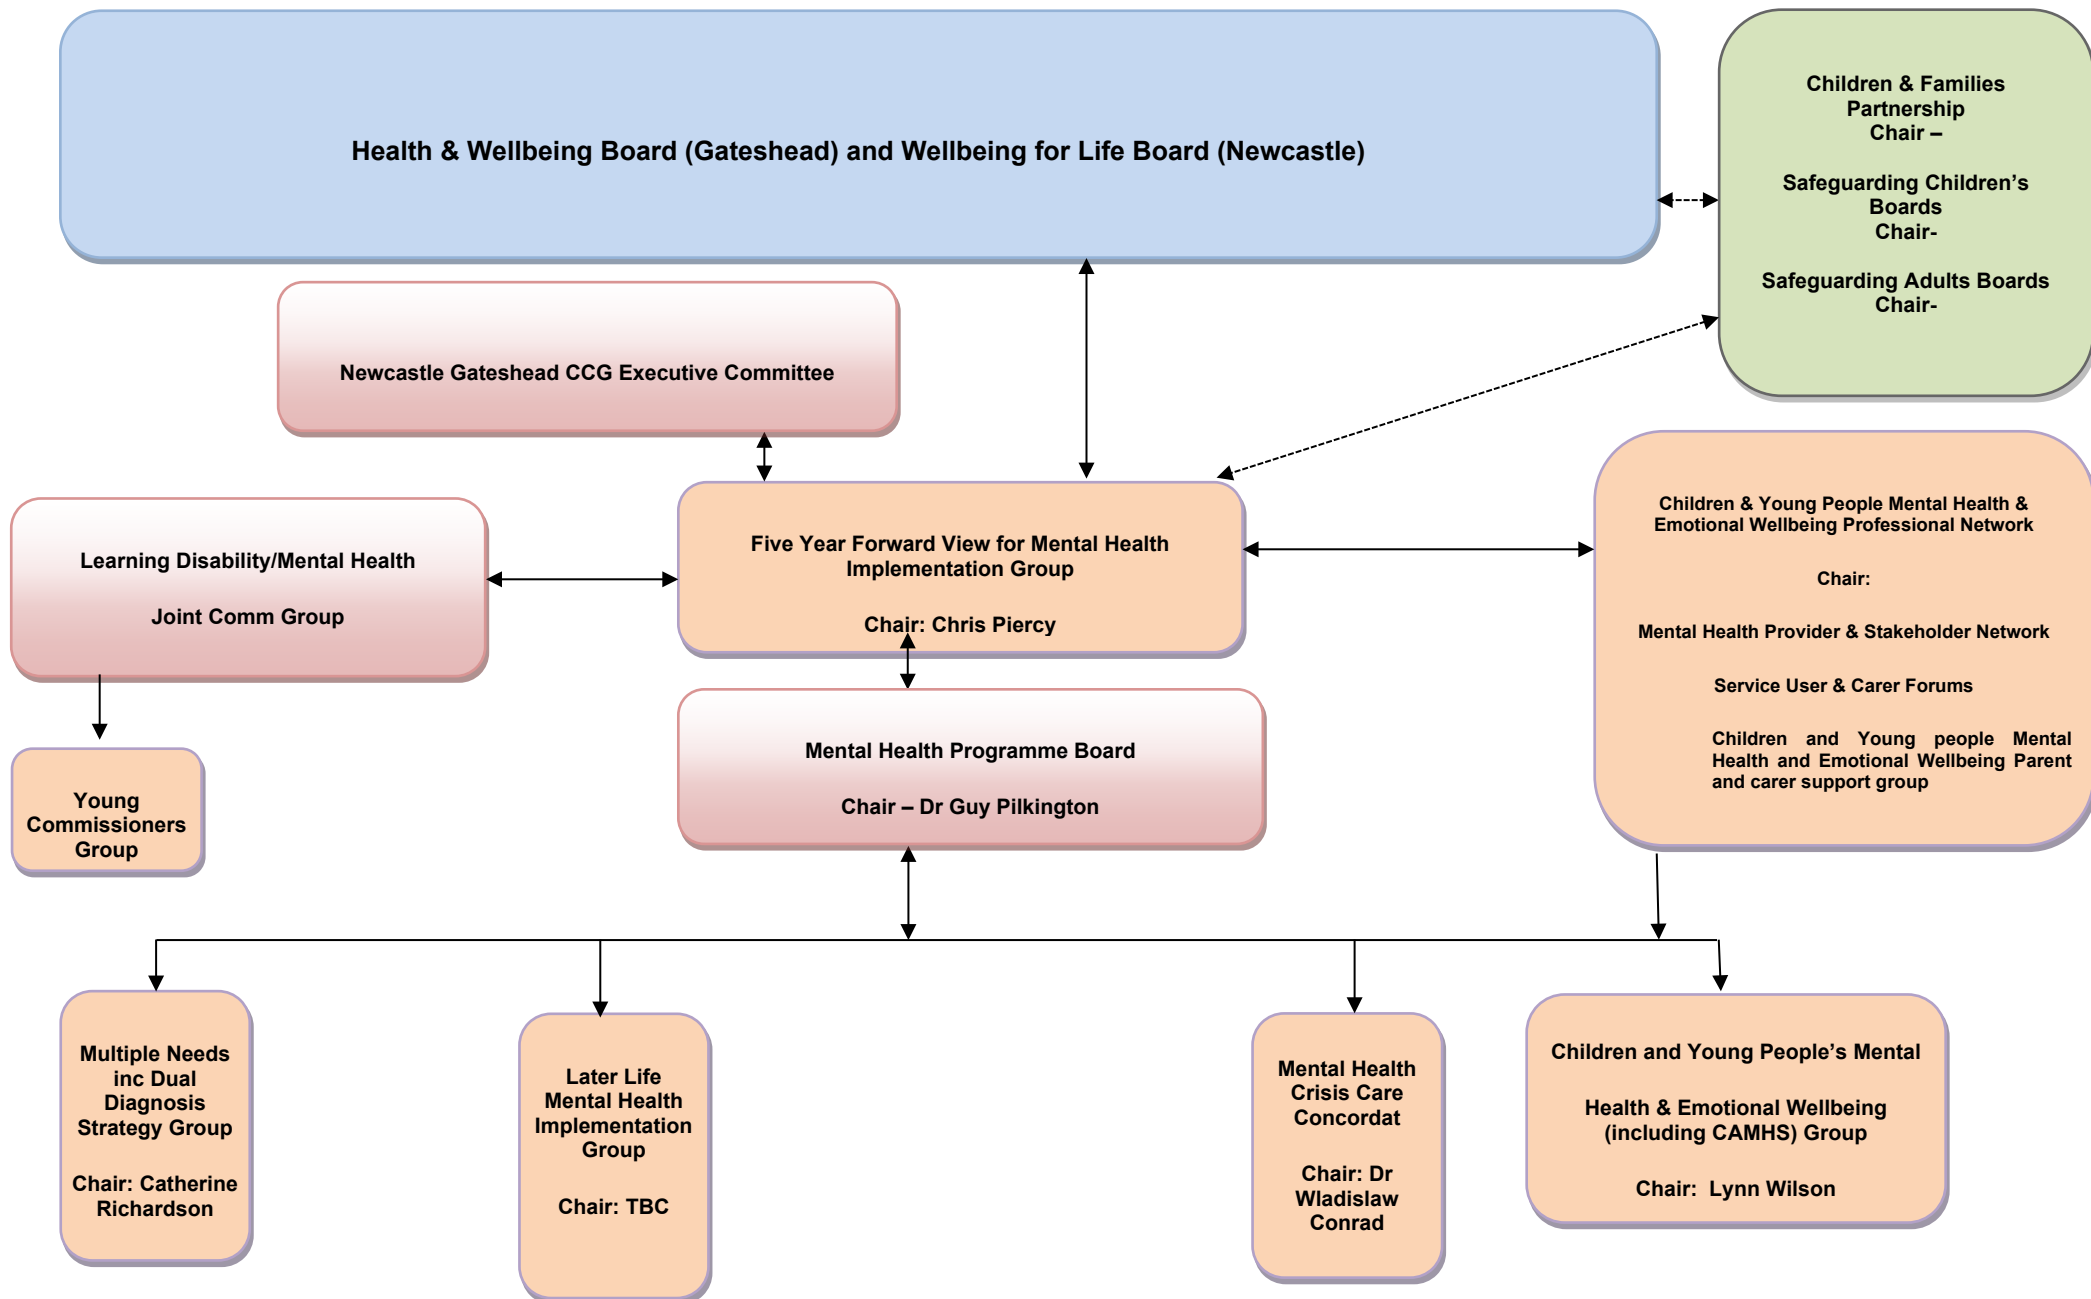 Health & Wellbeing Board (Gateshead) and Wellbeing for Life Board (Newcastle)
Children & Families
Partnership
Chair –
Safeguarding Children’s
Boards
Chair-
Safeguarding Adults Boards
Chair-
Newcastle Gateshead CCG Executive Committee
Learning Disability/Mental Health
Joint Comm Group
Five Year Forward View for Mental Health
Implementation Group
Chair: Chris Piercy
Children & Young People Mental Health &
Emotional Wellbeing Professional Network
Chair:
Mental Health Provider & Stakeholder Network
Service User & Carer Forums
Children and Young people Mental
Health and Emotional Wellbeing Parent
and carer support group
Mental Health Programme Board
Chair – Dr Guy Pilkington
Young
Commissioners
Group
Multiple Needs
inc Dual
Diagnosis
Strategy Group
Chair: Catherine
Richardson
Later Life
Mental Health
Implementation
Group
Chair: TBC
Mental Health
Crisis Care
Concordat
Chair: Dr
Wladislaw
Conrad
Children and Young People’s Mental
Health & Emotional Wellbeing
(including CAMHS) Group
Chair:  Lynn Wilson